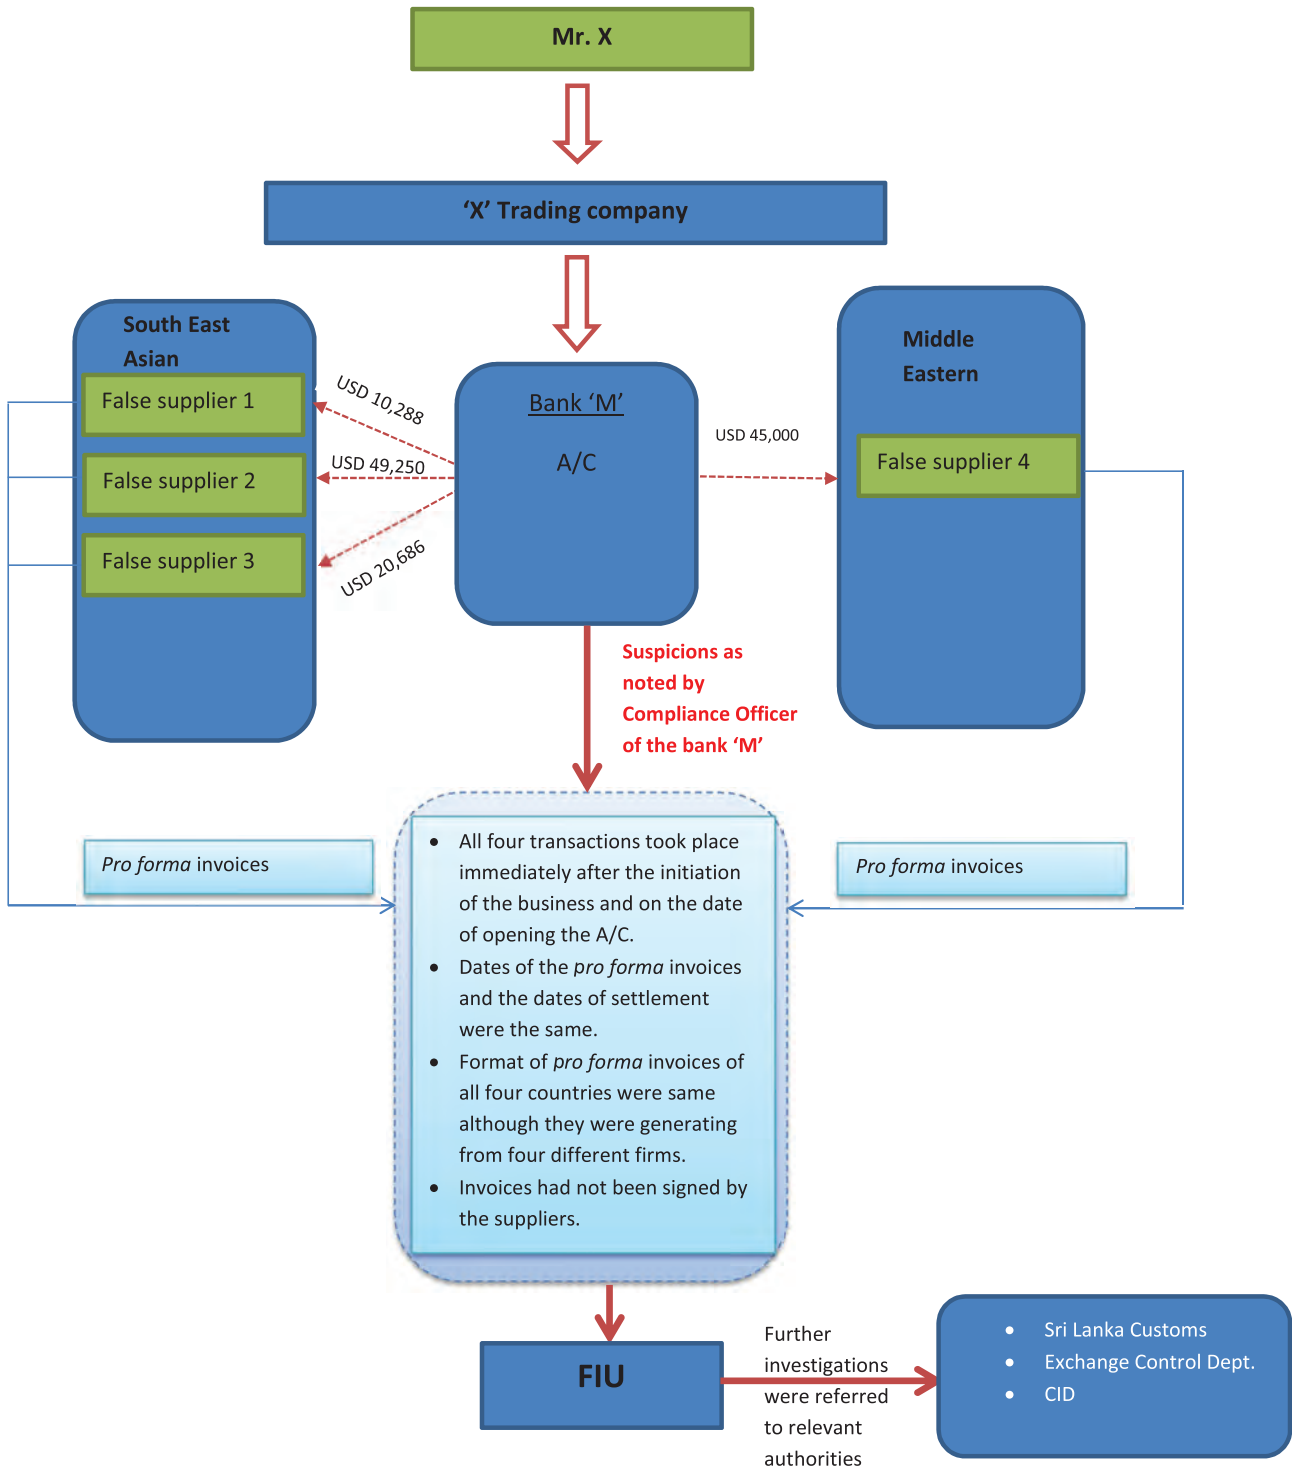 Mr. X
‘X’ Trading company
South East
Asian
False supplier 1
False supplier 2
False supplier 3
USD 10,288
USD 49,250
USD 20,686
Bank ‘M’
A/C
USD 45,000
Middle
Eastern
False supplier 4
Suspicions as
noted by
Compliance Officer
of the bank ‘M’
Pro forma invoices
• All four transactions took place
immediately after the initiation
of the business and on the date
of opening the A/C.
• Dates of the pro forma invoices
and the dates of settlement
were the same.
• Format of pro forma invoices of
all four countries were same
although they were generating
from four different firms.
• Invoices had not been signed by
the suppliers.
Pro forma invoices
FIU
Further
investigations
were referred
to relevant
authorities
• Sri Lanka Customs
• Exchange Control Dept.
• CID